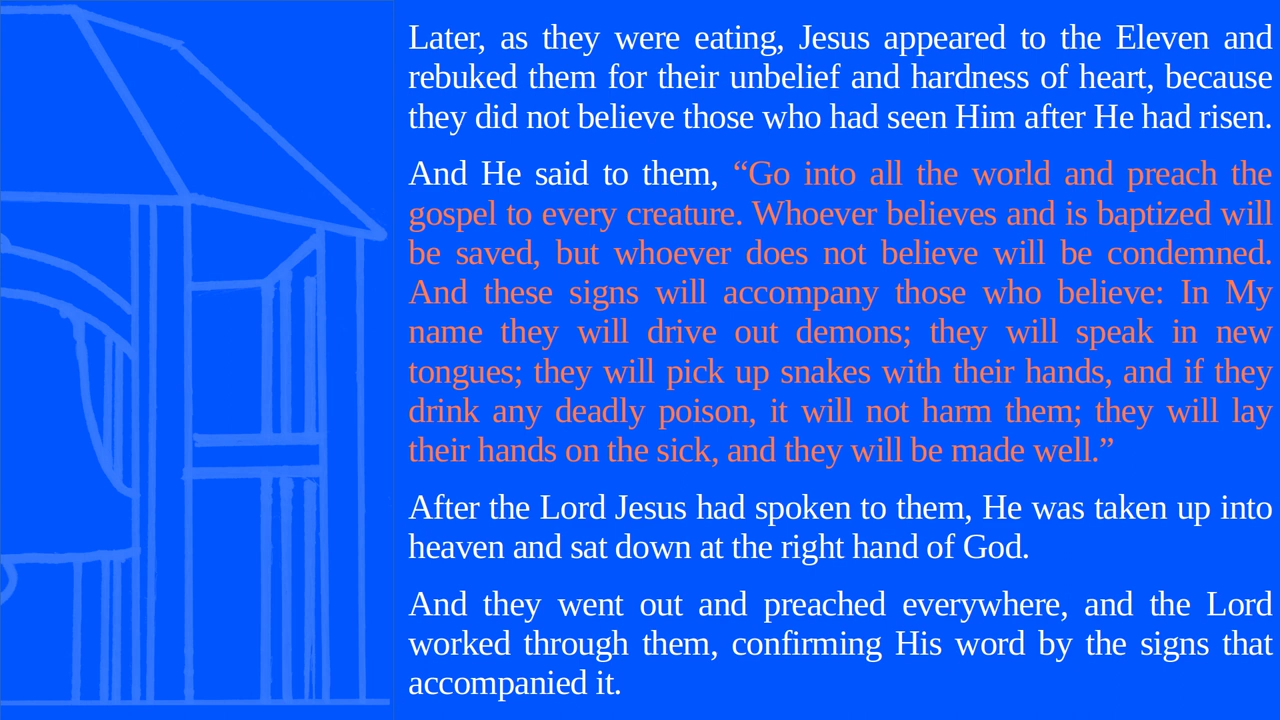 Later, as they were eating, Jesus appeared to the Eleven and
rebuked them for their unbelief and hardness of heart, because
they did not believe those who had seen Him after He had risen.
And He said to them, “Go into all the world and preach the
gospel to every creature. Whoever believes and is baptized will
be saved, but whoever does not believe will be condemned.
And these signs will accompany those who believe: In My
name they will drive out demons; they will speak in new
tongues; they will pick up snakes with their hands, and if they
drink any deadly poison, it will not harm them; they will lay
their hands on the sick, and they will be made well.”
After the Lord Jesus had spoken to them, He was taken up into
heaven and sat down at the right hand of God.
And they went out and preached everywhere, and the Lord
worked through them, confirming His word by the signs that
accompanied it.